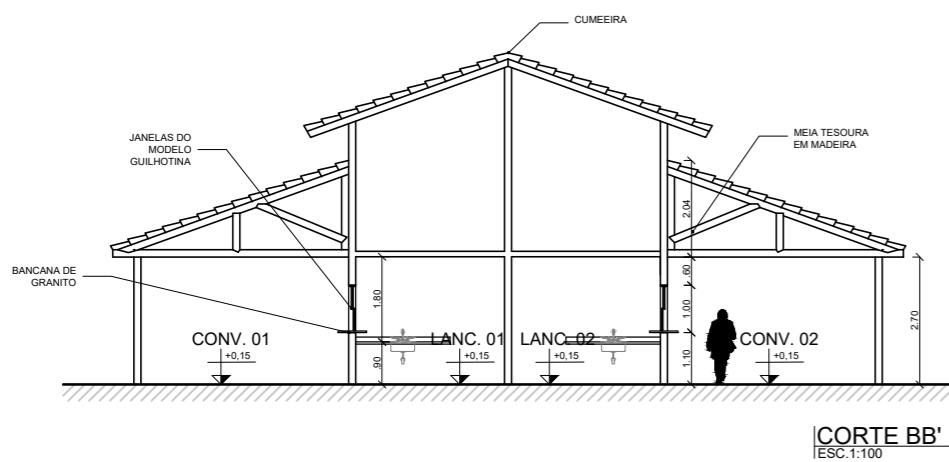 CUMEEIRA
JANELAS DO
MODELO
GUILHOTINA
MEIA TESOURA
EM MADEIRA
2.04
BANCANA DE
GRANITO
.60
1.80
1.00
2.70
CONV. 01
LANC. 01
LANC. 02
CONV. 02
+0,15
+0,15
+0,15
+0,15
.90
1.10
CORTE BB'
ESC.1:100